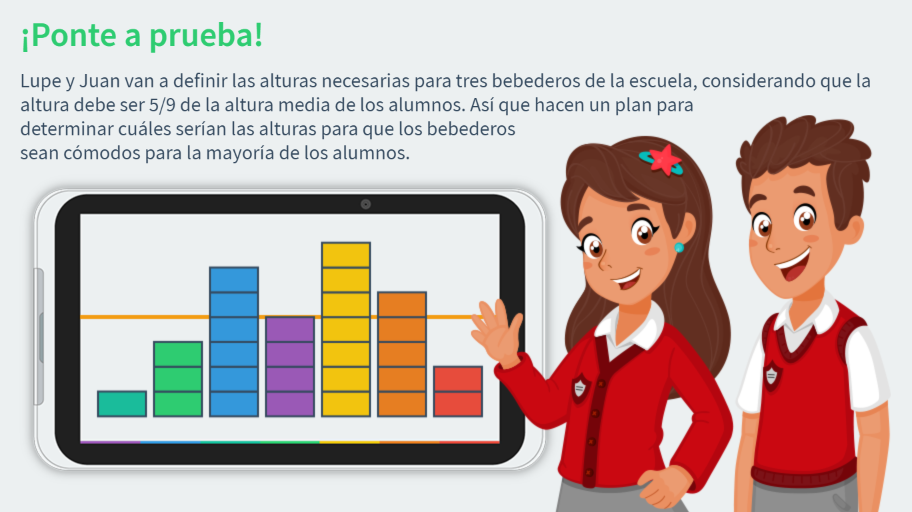 ¡Ponte a prueba!
Lupe y Juan van a definir las alturas necesarias para tres bebederos de la escuela, considerando que la
altura debe ser 5/9 de la altura media de los alumnos. Así que hacen un plan para
determinar cuáles serían las alturas para que los bebederos
sean cómodos para la mayoría de los alumnos.